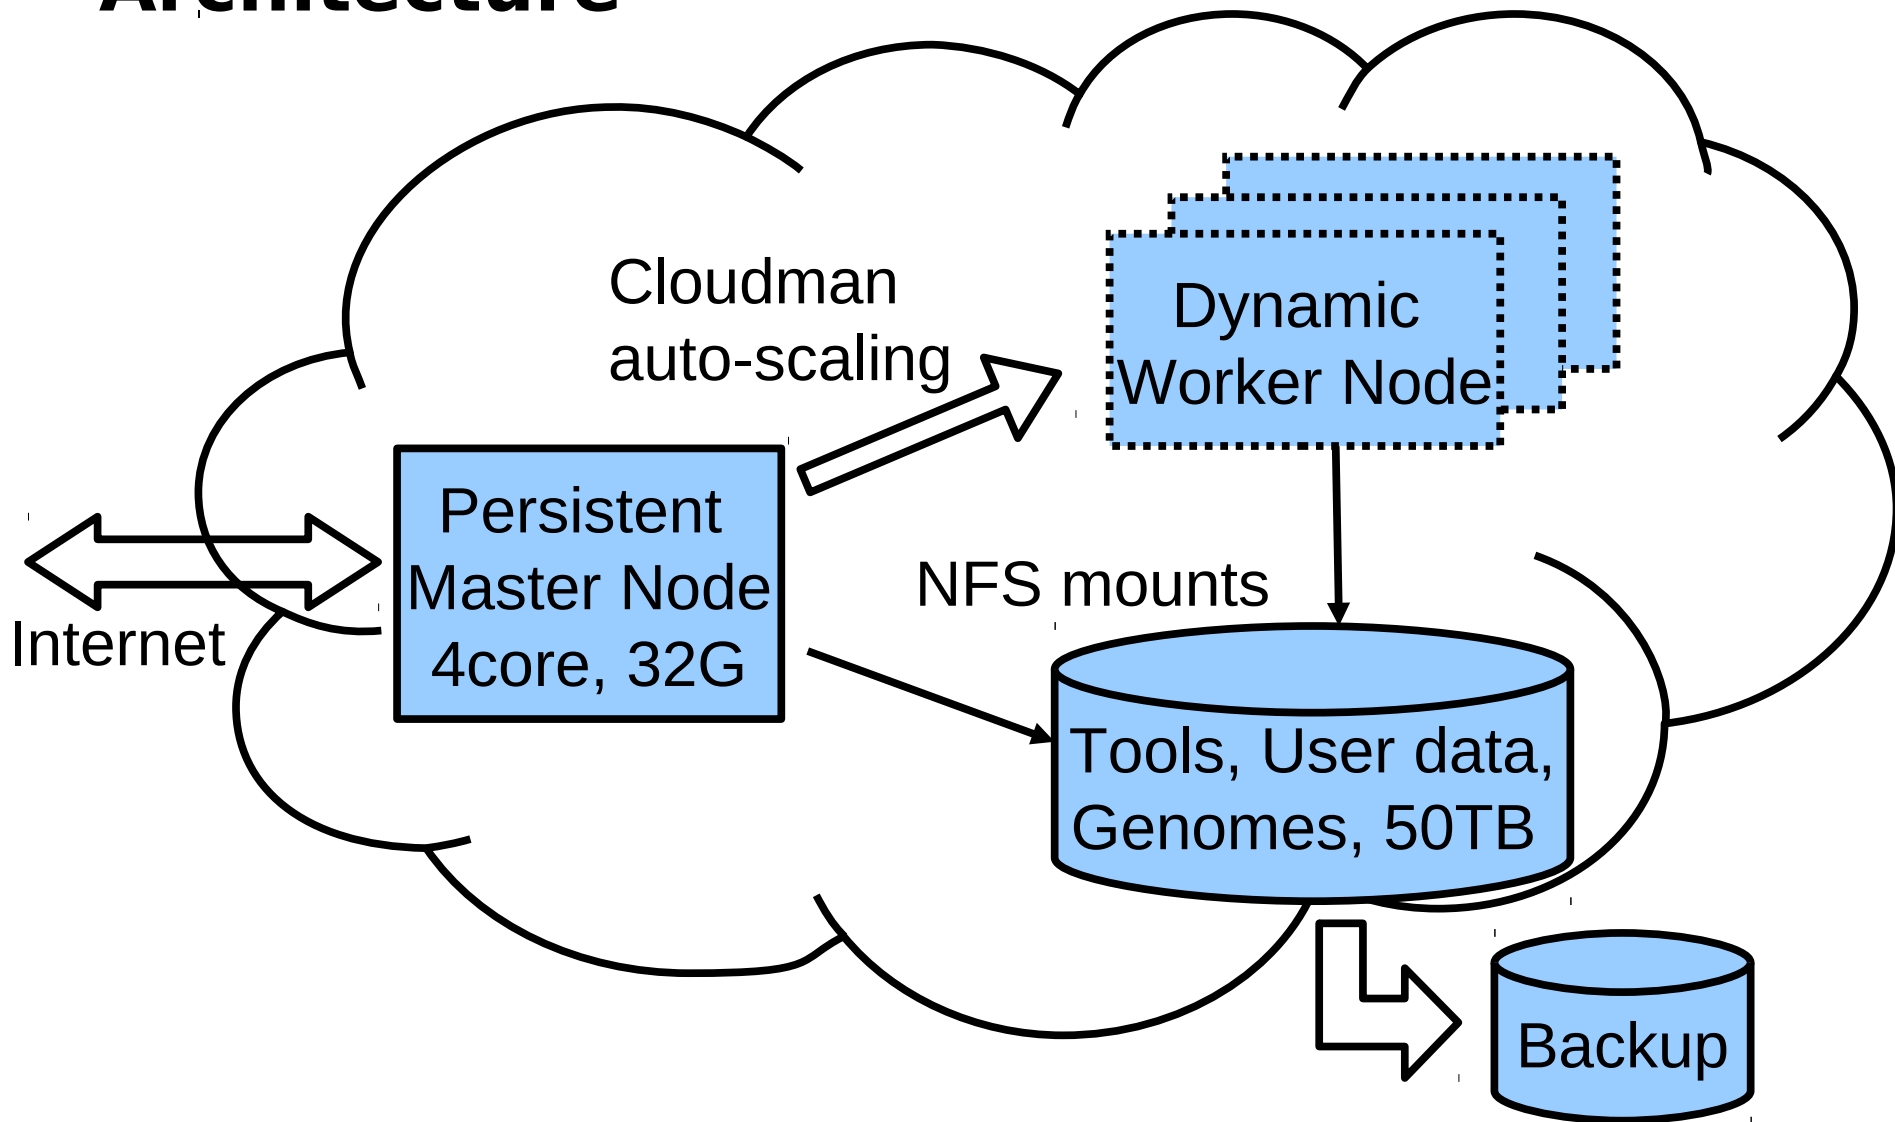 Architecture
Cloudman
auto-scaling
Dynamic
Worker Node
Persistent
Master Node
4core, 32G
Internet
NFS mounts
Tools, User data,
Genomes, 50TB
Backup